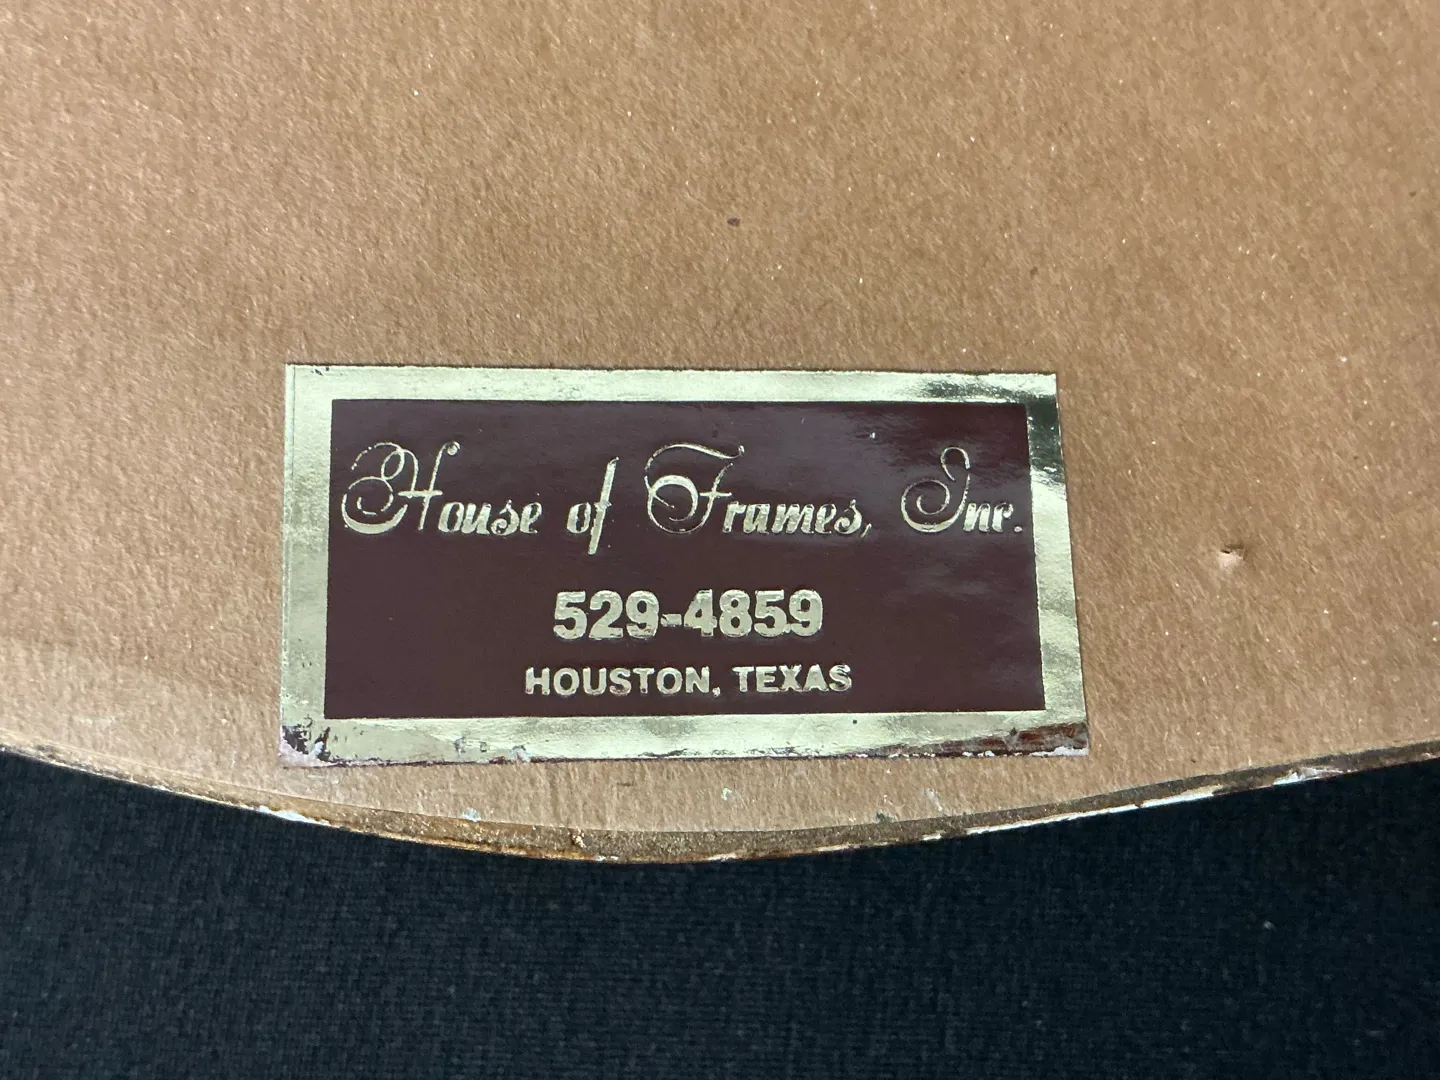 House of Frames, Inc.
529-4859
HOUSTON, TEXAS